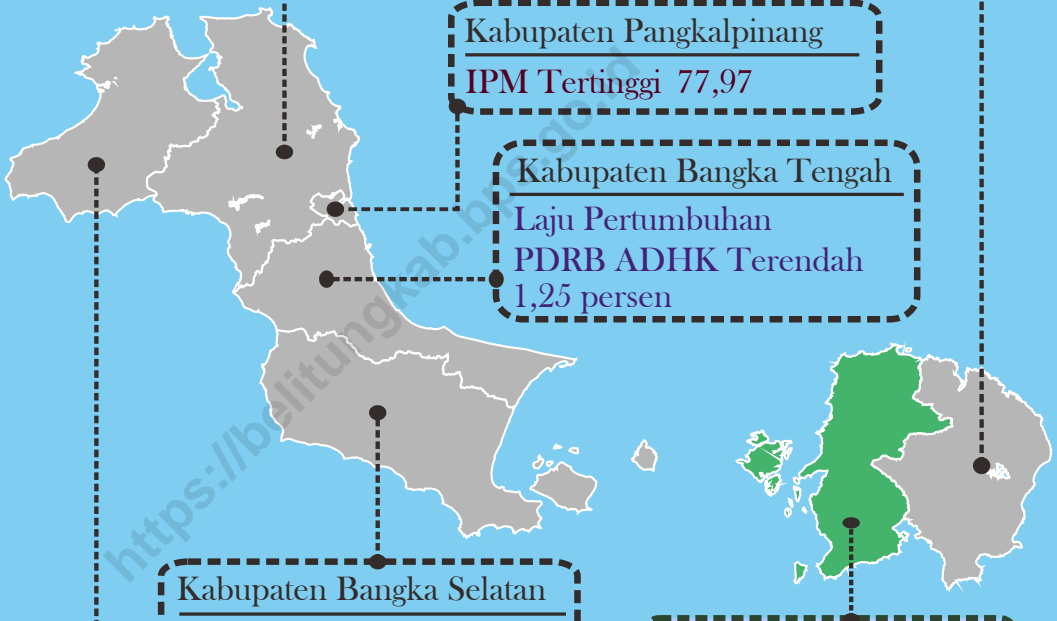 Kabupaten Pangkalpinang
IPM Tertinggi 77,97
Kabupaten Bangka Tengah
Laju Pertumbuhan
PDRB ADHK Terendah
1,25 persen
Kabupaten Bangka Selatan
https://belitungkab.bps.go.id